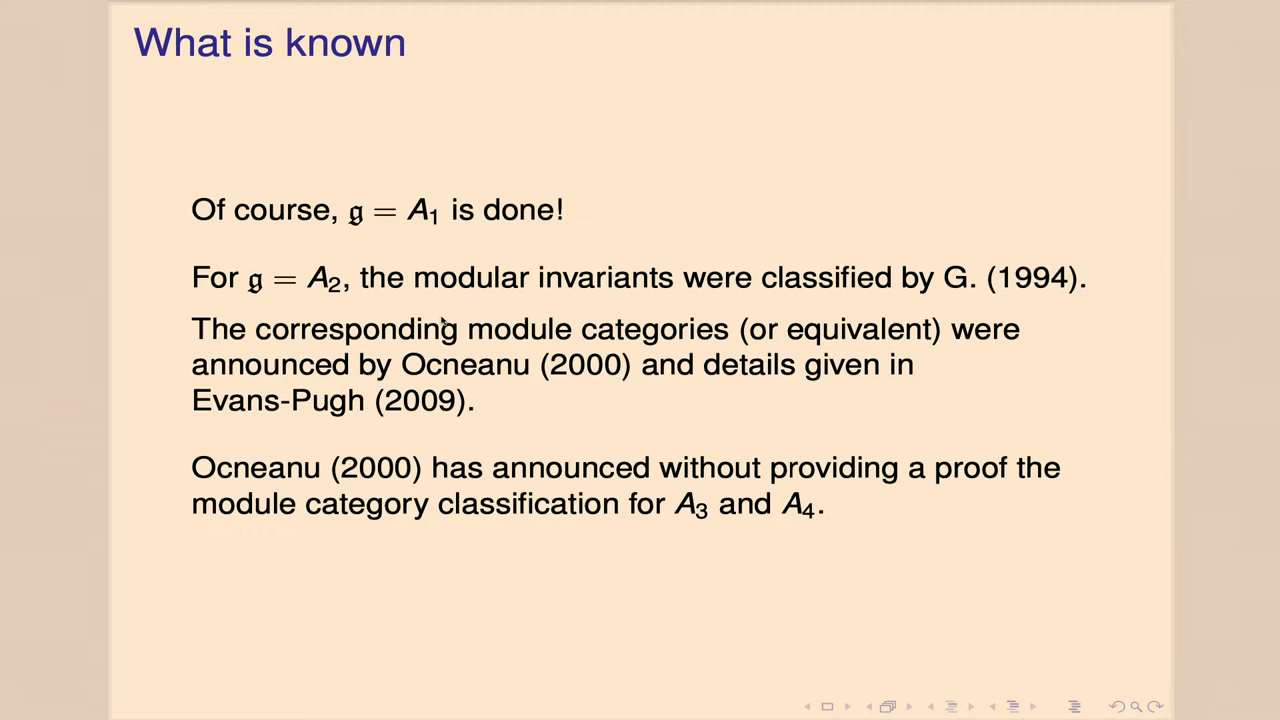 What is known
Of course, 𝔤 = A₁ is done!
For 𝔤 = A₂, the modular invariants were classified by G. (1994).
The corresponding module categories (or equivalent) were
announced by Ocneanu (2000) and details given in
Evans-Pugh (2009).
Ocneanu (2000) has announced without providing a proof the
module category classification for A₃ and A₄.